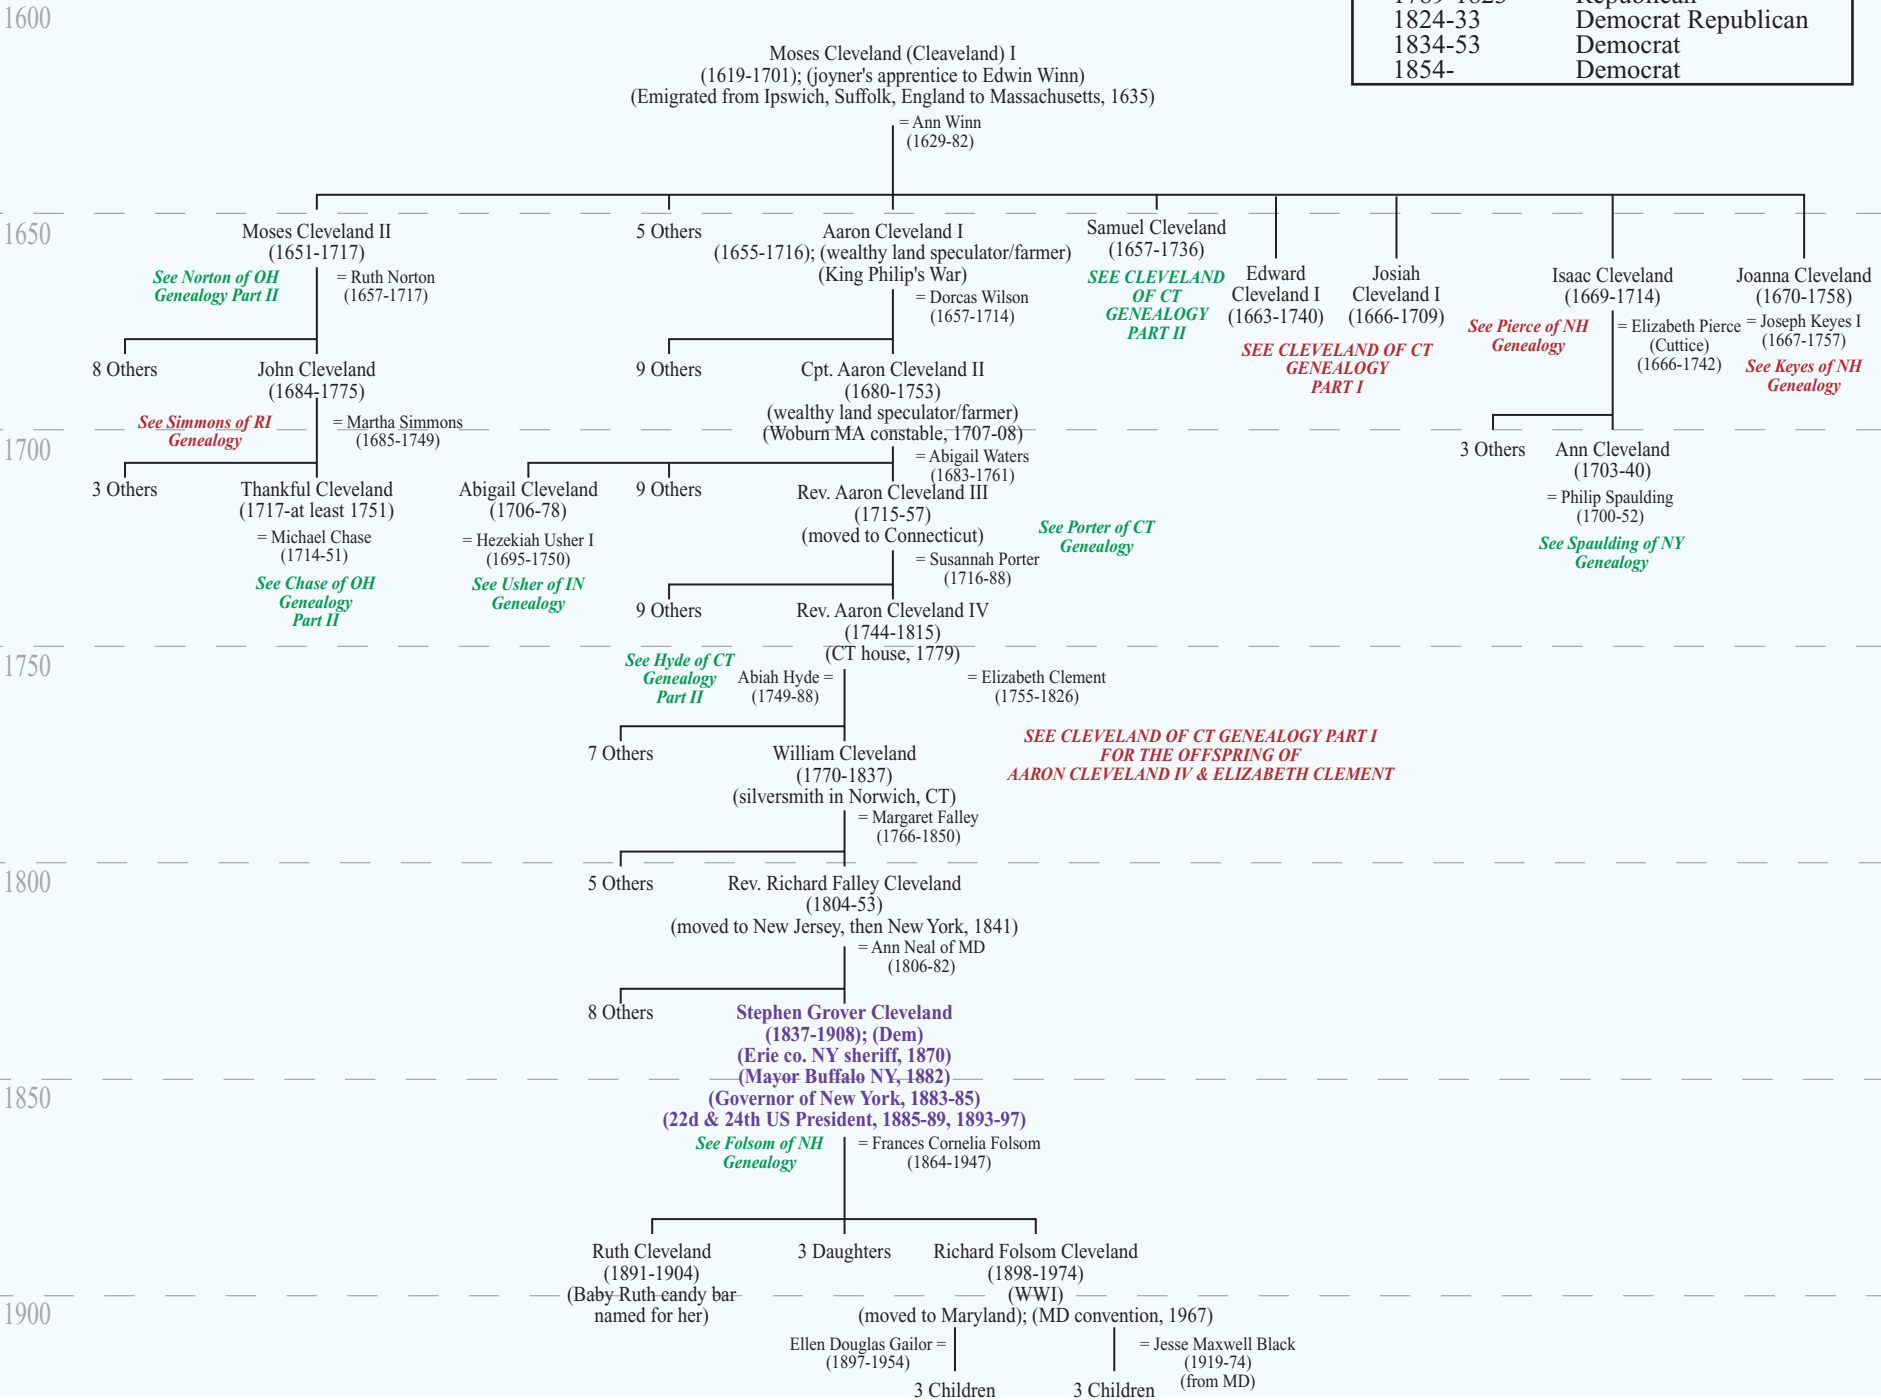 1600
1789-1823 Republican
1824-33 Democrat Republican
1834-53 Democrat
1854- Democrat
Moses Cleveland (Cleaveland) I
(1619-1701); (joyner's apprentice to Edwin Winn)
(Emigrated from Ipswich, Suffolk, England to Massachusetts, 1635)
= Ann Winn
(1629-82)
1650
Moses Cleveland II
(1651-1717)
See Norton of OH
Genealogy Part II
= Ruth Norton
(1657-1717)
5 Others
Aaron Cleveland I
(1655-1716); (wealthy land speculator/farmer)
(King Philip's War)
= Dorcas Wilson
(1657-1714)
Samuel Cleveland
(1657-1736)
SEE CLEVELAND
OF CT
GENEALOGY
PART II
Edward
Cleveland I
(1663-1740)
Josiah
Cleveland I
(1666-1709)
SEE CLEVELAND OF CT
GENEALOGY
PART I
Isaac Cleveland
(1669-1714)
See Pierce of NH
Genealogy
= Elizabeth Pierce
(Cuttice)
(1666-1742)
Joanna Cleveland
(1670-1758)
= Joseph Keyes I
(1667-1757)
See Keyes of NH
Genealogy
8 Others
John Cleveland
(1684-1775)
See Simmons of RI
Genealogy
= Martha Simmons
(1685-1749)
9 Others
Cpt. Aaron Cleveland II
(1680-1753)
(wealthy land speculator/farmer)
(Woburn MA constable, 1707-08)
= Abigail Waters
(1683-1761)
1700
3 Others
Ann Cleveland
(1703-40)
= Philip Spaulding
(1700-52)
See Spaulding of NY
Genealogy
3 Others
Thankful Cleveland
(1717-at least 1751)
= Michael Chase
(1714-51)
See Chase of OH
Genealogy
Part II
Abigail Cleveland
(1706-78)
= Hezekiah Usher I
(1695-1750)
See Usher of IN
Genealogy
9 Others
Rev. Aaron Cleveland III
(1715-57)
(moved to Connecticut)
See Porter of CT
Genealogy
= Susannah Porter
(1716-88)
9 Others
Rev. Aaron Cleveland IV
(1744-1815)
(CT house, 1779)
1750
See Hyde of CT
Genealogy
Part II
Abiah Hyde =
(1749-88)
= Elizabeth Clement
(1755-1826)
SEE CLEVELAND OF CT GENEALOGY PART I
FOR THE OFFSPRING OF
AARON CLEVELAND IV & ELIZABETH CLEMENT
7 Others
William Cleveland
(1770-1837)
(silversmith in Norwich, CT)
= Margaret Falley
(1766-1850)
1800
5 Others
Rev. Richard Falley Cleveland
(1804-53)
(moved to New Jersey, then New York, 1841)
= Ann Neal of MD
(1806-82)
8 Others
Stephen Grover Cleveland
(1837-1908); (Dem)
(Erie co. NY sheriff, 1870)
(Mayor Buffalo NY, 1882)
(Governor of New York, 1883-85)
(22d & 24th US President, 1885-89, 1893-97)
1850
See Folsom of NH
Genealogy
= Frances Cornelia Folsom
(1864-1947)
Ruth Cleveland
(1891-1904)
(Baby Ruth candy bar
named for her)
3 Daughters
Richard Folsom Cleveland
(1898-1974)
(WWI)
(moved to Maryland); (MD convention, 1967)
1900
Ellen Douglas Gailor =
(1897-1954)
= Jesse Maxwell Black
(1919-74)
(from MD)
3 Children
3 Children